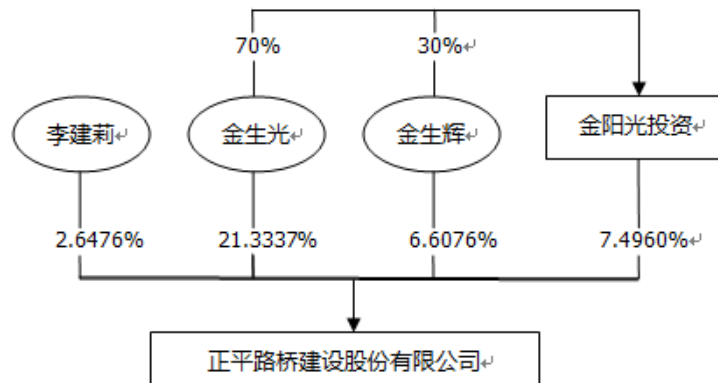 70%
30%
李建莉
金生光
金生辉
金阳光投资
2.6476%
21.3337%
6.6076%
7.4960%
正平路桥建设股份有限公司